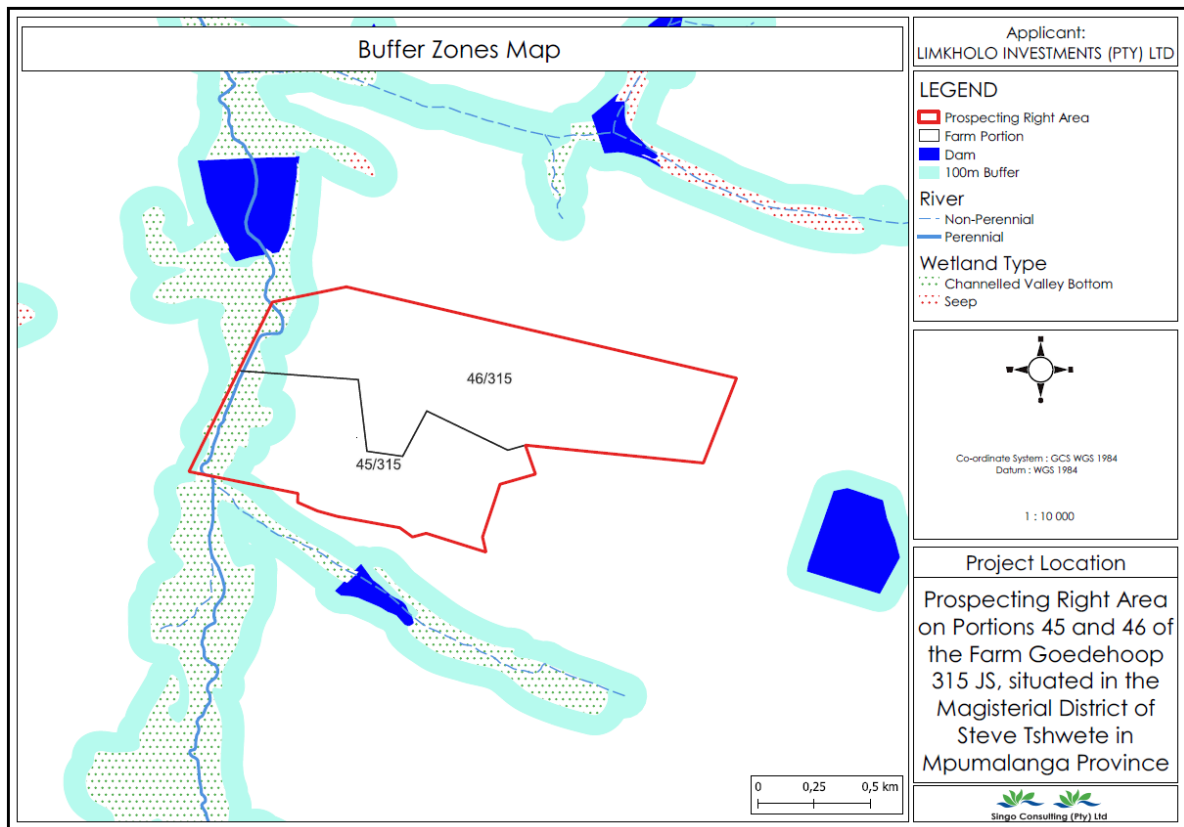 Buffer Zones Map
46/315
45/315
0 0,25 0,5 km
Applicant:
LIMKHOLO INVESTMENTS (PTY) LTD
LEGEND
Prospecting Right Area
Farm Portion
Dam
100m Buffer
River
Non-Perennial
Perennial
Wetland Type
Channelled Valley Bottom
Seep
N
W E
S
Co-ordinate System : GCS WGS 1984
Datum : WGS 1984
1 : 10 000
Project Location
Prospecting Right Area
on Portions 45 and 46 of
the Farm Goedehoop
315 JS, situated in the
Magisterial District of
Steve Tshwete in
Mpumalanga Province
Singo Consulting (Pty) Ltd